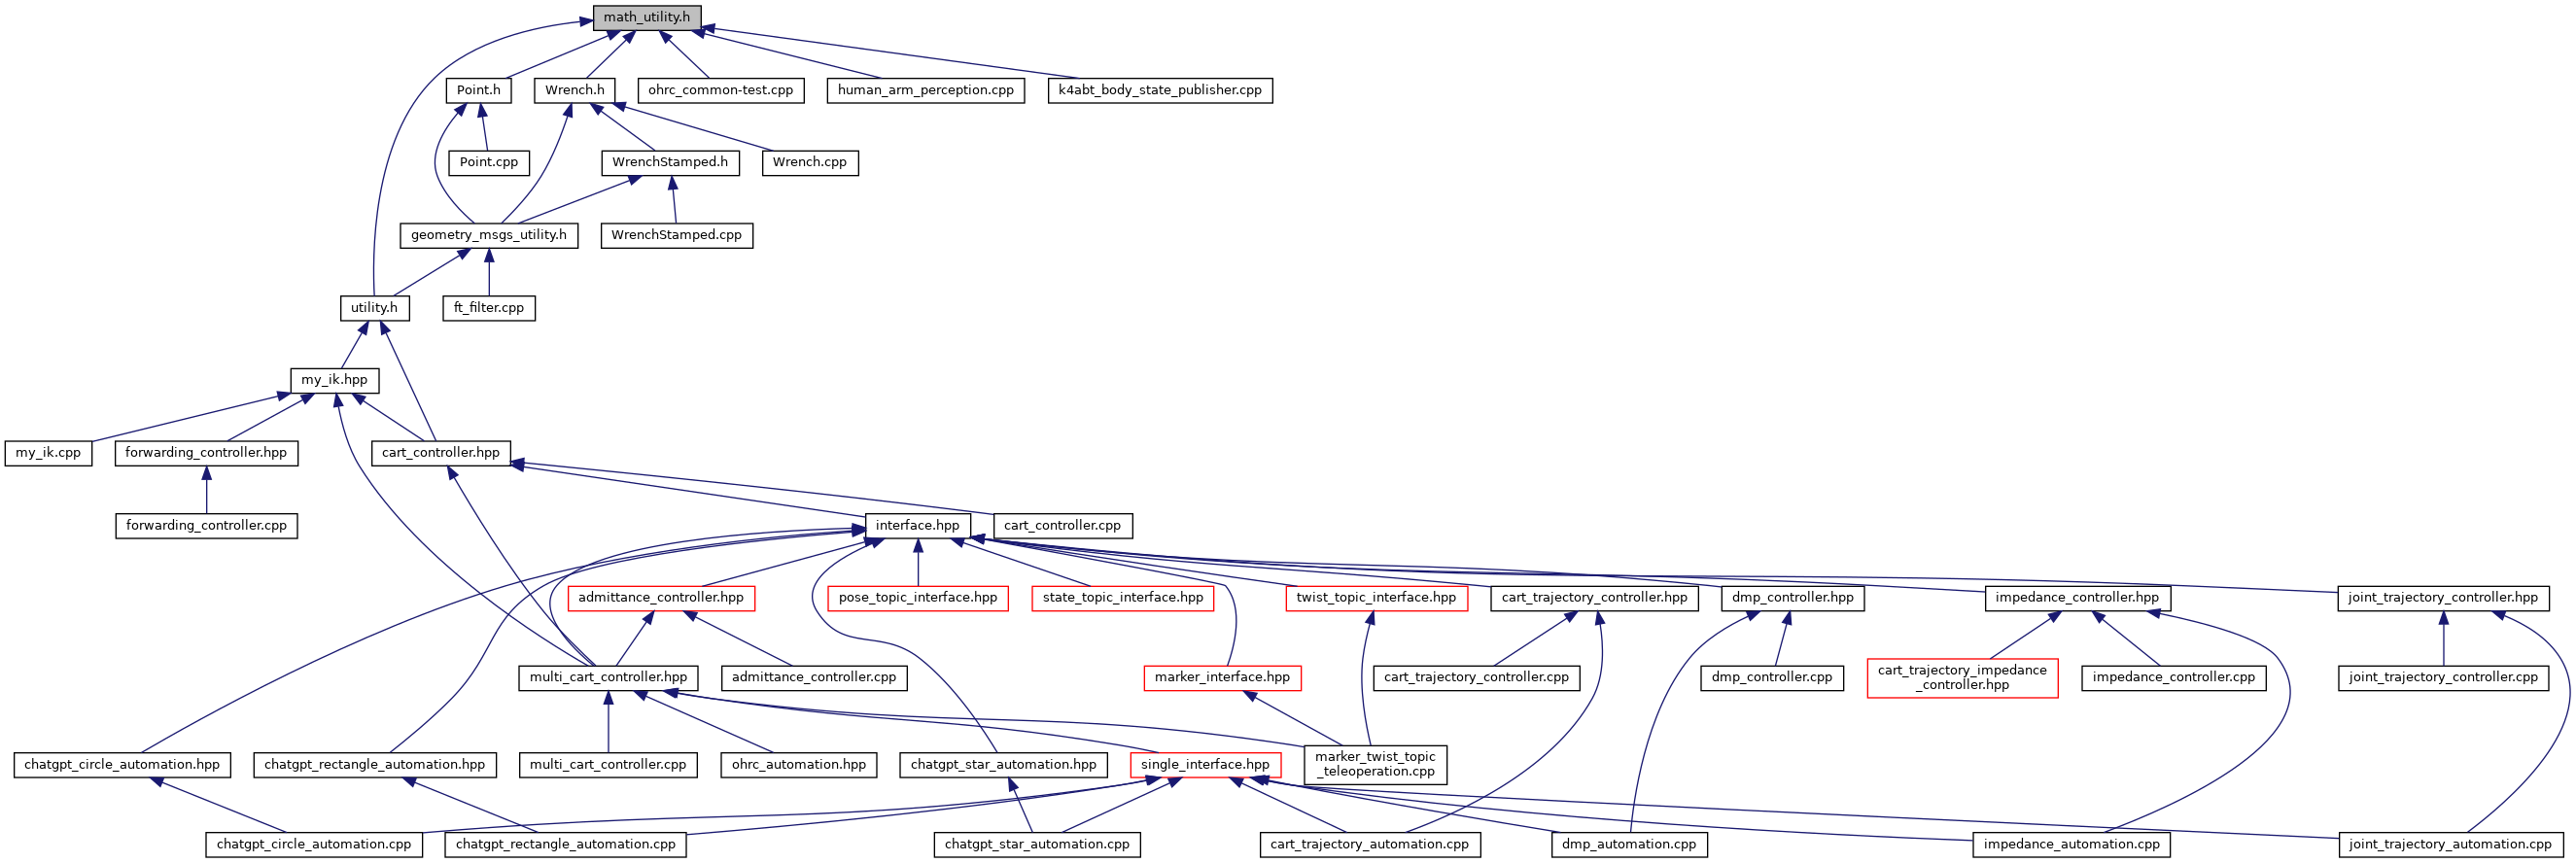 math_utility.h
Point.h
Wrench.h
ohrc_common-test.cpp
human_arm_perception.cpp
k4abt_body_state_publisher.cpp
Point.cpp
WrenchStamped.h
Wrench.cpp
geometry_msgs_utility.h
WrenchStamped.cpp
utility.h
ft_filter.cpp
my_ik.hpp
my_ik.cpp
forwarding_controller.hpp
cart_controller.hpp
forwarding_controller.cpp
interface.hpp
cart_controller.cpp
admittance_controller.hpp
pose_topic_interface.hpp
state_topic_interface.hpp
twist_topic_interface.hpp
cart_trajectory_controller.hpp
dmp_controller.hpp
impedance_controller.hpp
joint_trajectory_controller.hpp
multi_cart_controller.hpp
admittance_controller.cpp
marker_interface.hpp
cart_trajectory_controller.cpp
dmp_controller.cpp
cart_trajectory_impedance
_controller.hpp
impedance_controller.cpp
joint_trajectory_controller.cpp
chatgpt_circle_automation.hpp
chatgpt_rectangle_automation.hpp
multi_cart_controller.cpp
ohrc_automation.hpp
chatgpt_star_automation.hpp
single_interface.hpp
marker_twist_topic
_teleoperation.cpp
chatgpt_circle_automation.cpp
chatgpt_rectangle_automation.cpp
chatgpt_star_automation.cpp
cart_trajectory_automation.cpp
dmp_automation.cpp
impedance_automation.cpp
joint_trajectory_automation.cpp